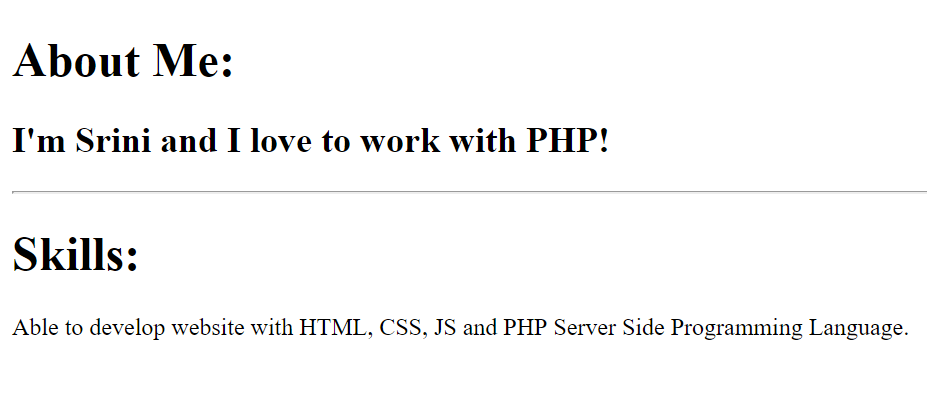 About Me:
I'm Srini and I love to work with PHP!
Skills:
Able to develop website with HTML, CSS, JS and PHP Server Side Programming Language.